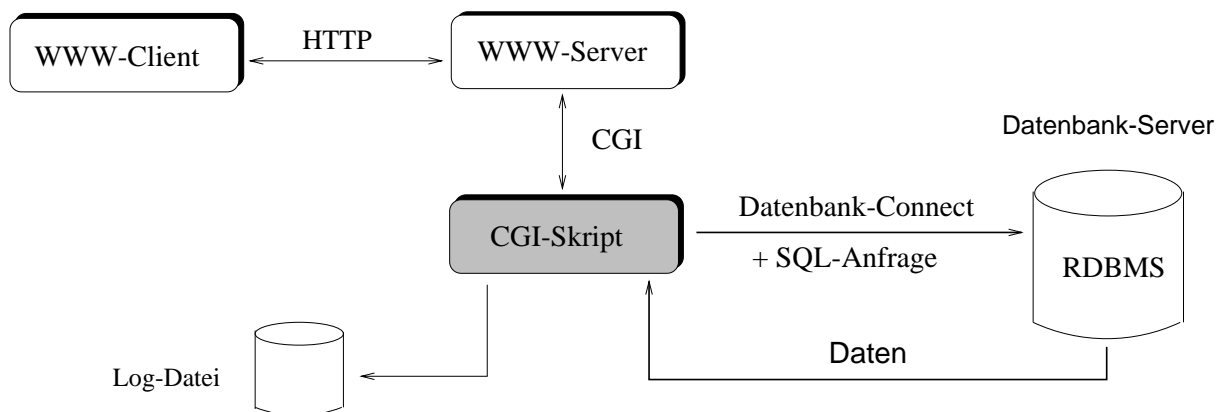 HTTP
WWW-Client
WWW-Server
CGI
Datenbank-Server
Datenbank-Connect
CGI-Skript
+ SQL-Anfrage
RDBMS
Daten
Log-Datei